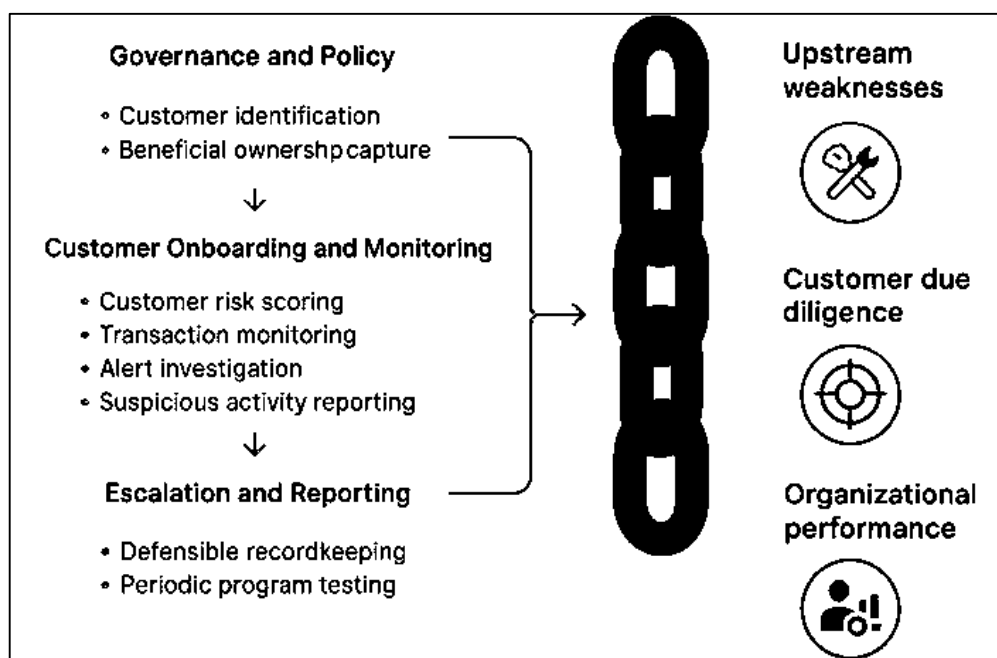 Governance and Policy
• Customer identification
• Beneficial ownershp capture
Customer Onboarding and Monitoring
• Customer risk scoring
• Transaction monitoring
• Alert investigation
• Suspicious activity reporting
Escalation and Reporting
• Defensible recordkeeping
• Periodic program testing
Upstream
weaknesses
Customer due
diligence
Organizational
performance